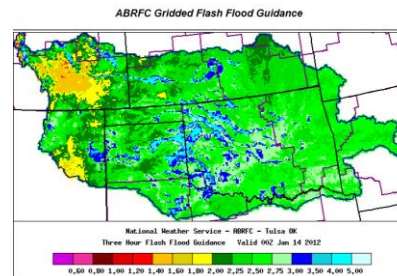 ABRFC Gridded Flash Flood Guidance
National Weather Service - ABRFC - Tulsa OK
Three Hour Flash Flood Guidance Valid 00Z Jan 14 2012
0.60 0.80 1.00 1.20 1.40 1.60 1.80 2.00 2.25 2.50 2.75 3.00 3.50 4.00 5.00